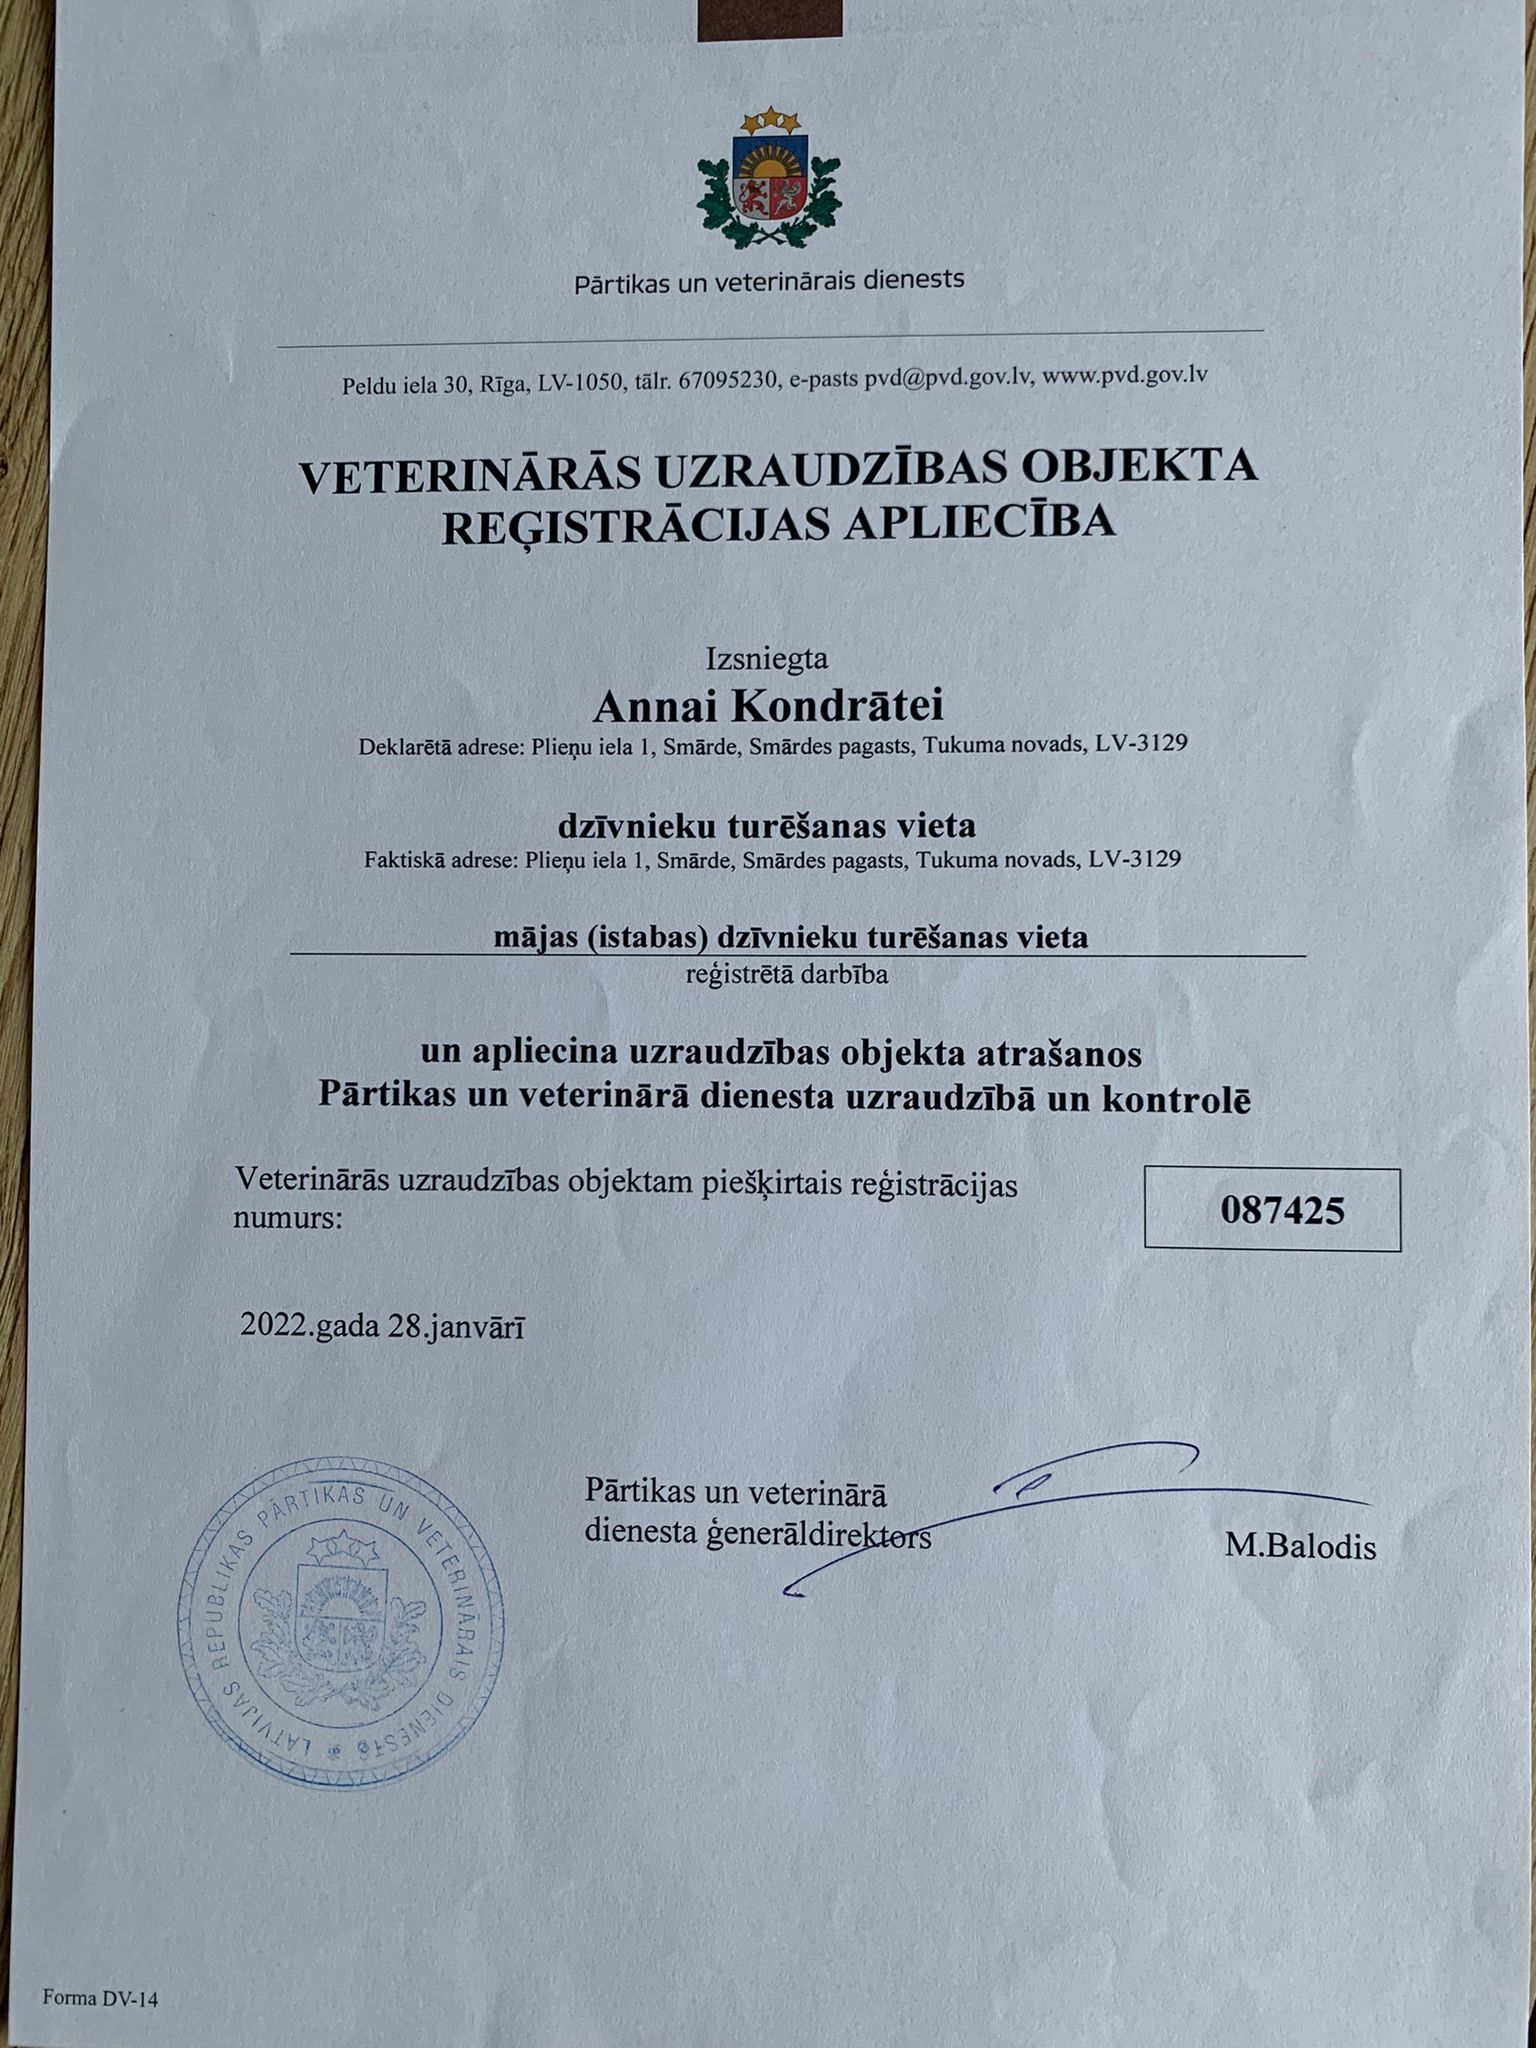 Pārtikas un veterinārais dienests
Peldu iela 30, Rīga, LV-1050, tālr. 67095230, e-pasts pvd@pvd.gov.lv, www.pvd.gov.lv
VETERINĀRĀS UZRAUDZĪBAS OBJEKTA
REĢISTRĀCIJAS APLIECĪBA
Izsniegta
Annai Kondrātei
Deklarētā adrese: Plieņu iela 1, Smārde, Smārdes pagasts, Tukuma novads, LV-3129
dzīvnieku turēšanas vieta
Faktiskā adrese: Plieņu iela 1, Smārde, Smārdes pagasts, Tukuma novads, LV-3129
mājas (istabas) dzīvnieku turēšanas vieta
reģistrētā darbība
un apliecina uzraudzības objekta atrašanos
Pārtikas un veterinārā dienesta uzraudzībā un kontrolē
Veterinārās uzraudzības objektam piešķirtais reģistrācijas
numurs:
087425
2022.gada 28.janvārī
Pārtikas un veterinārā
dienesta ģenerāldirektors
M.Balodis
LATVIJAS REPUBLIKAS PĀRTIKAS UN VETERINĀRAIS DIENESTS
Forma DV-14